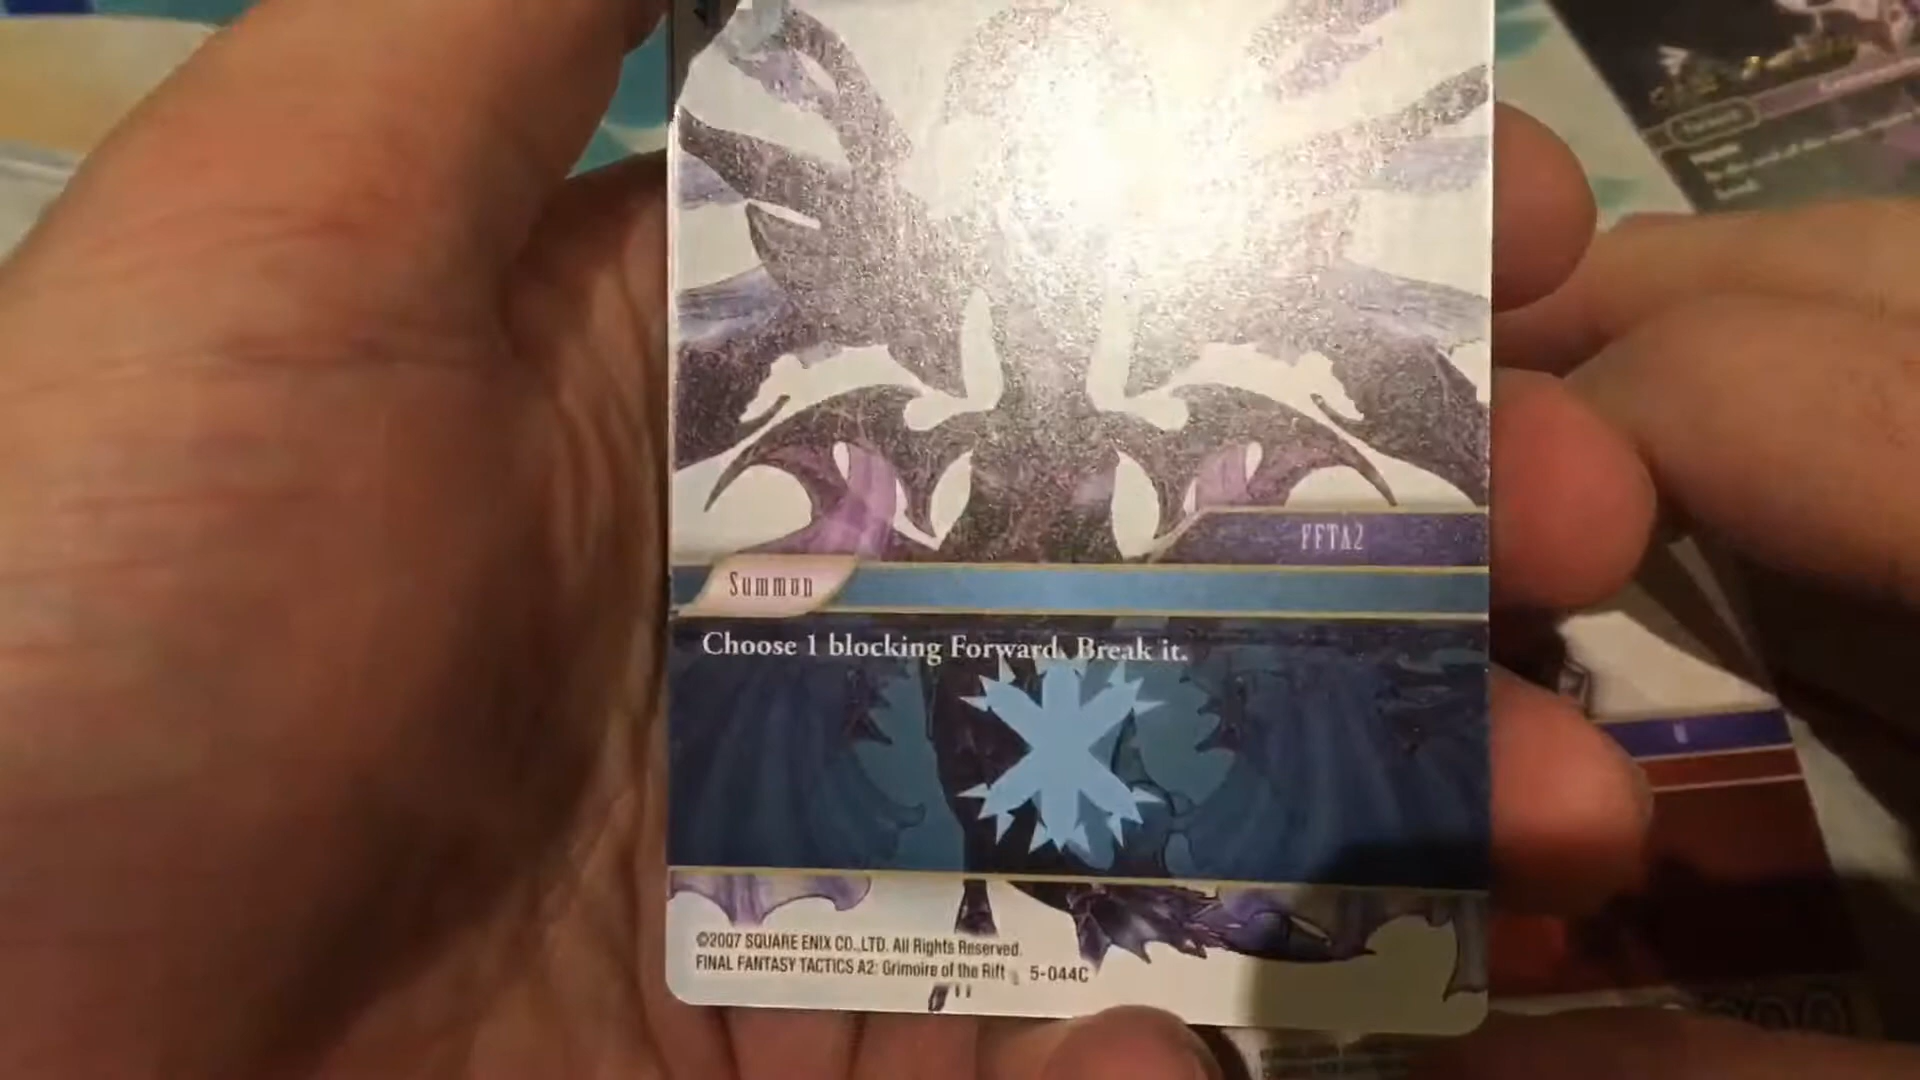 FFTA2
Summon
Choose 1 blocking Forward. Break it.
©2007 SQUARE ENIX CO.,LTD. All Rights Reserved.
FINAL FANTASY TACTICS A2: Grimoire of the Rift 5-044C